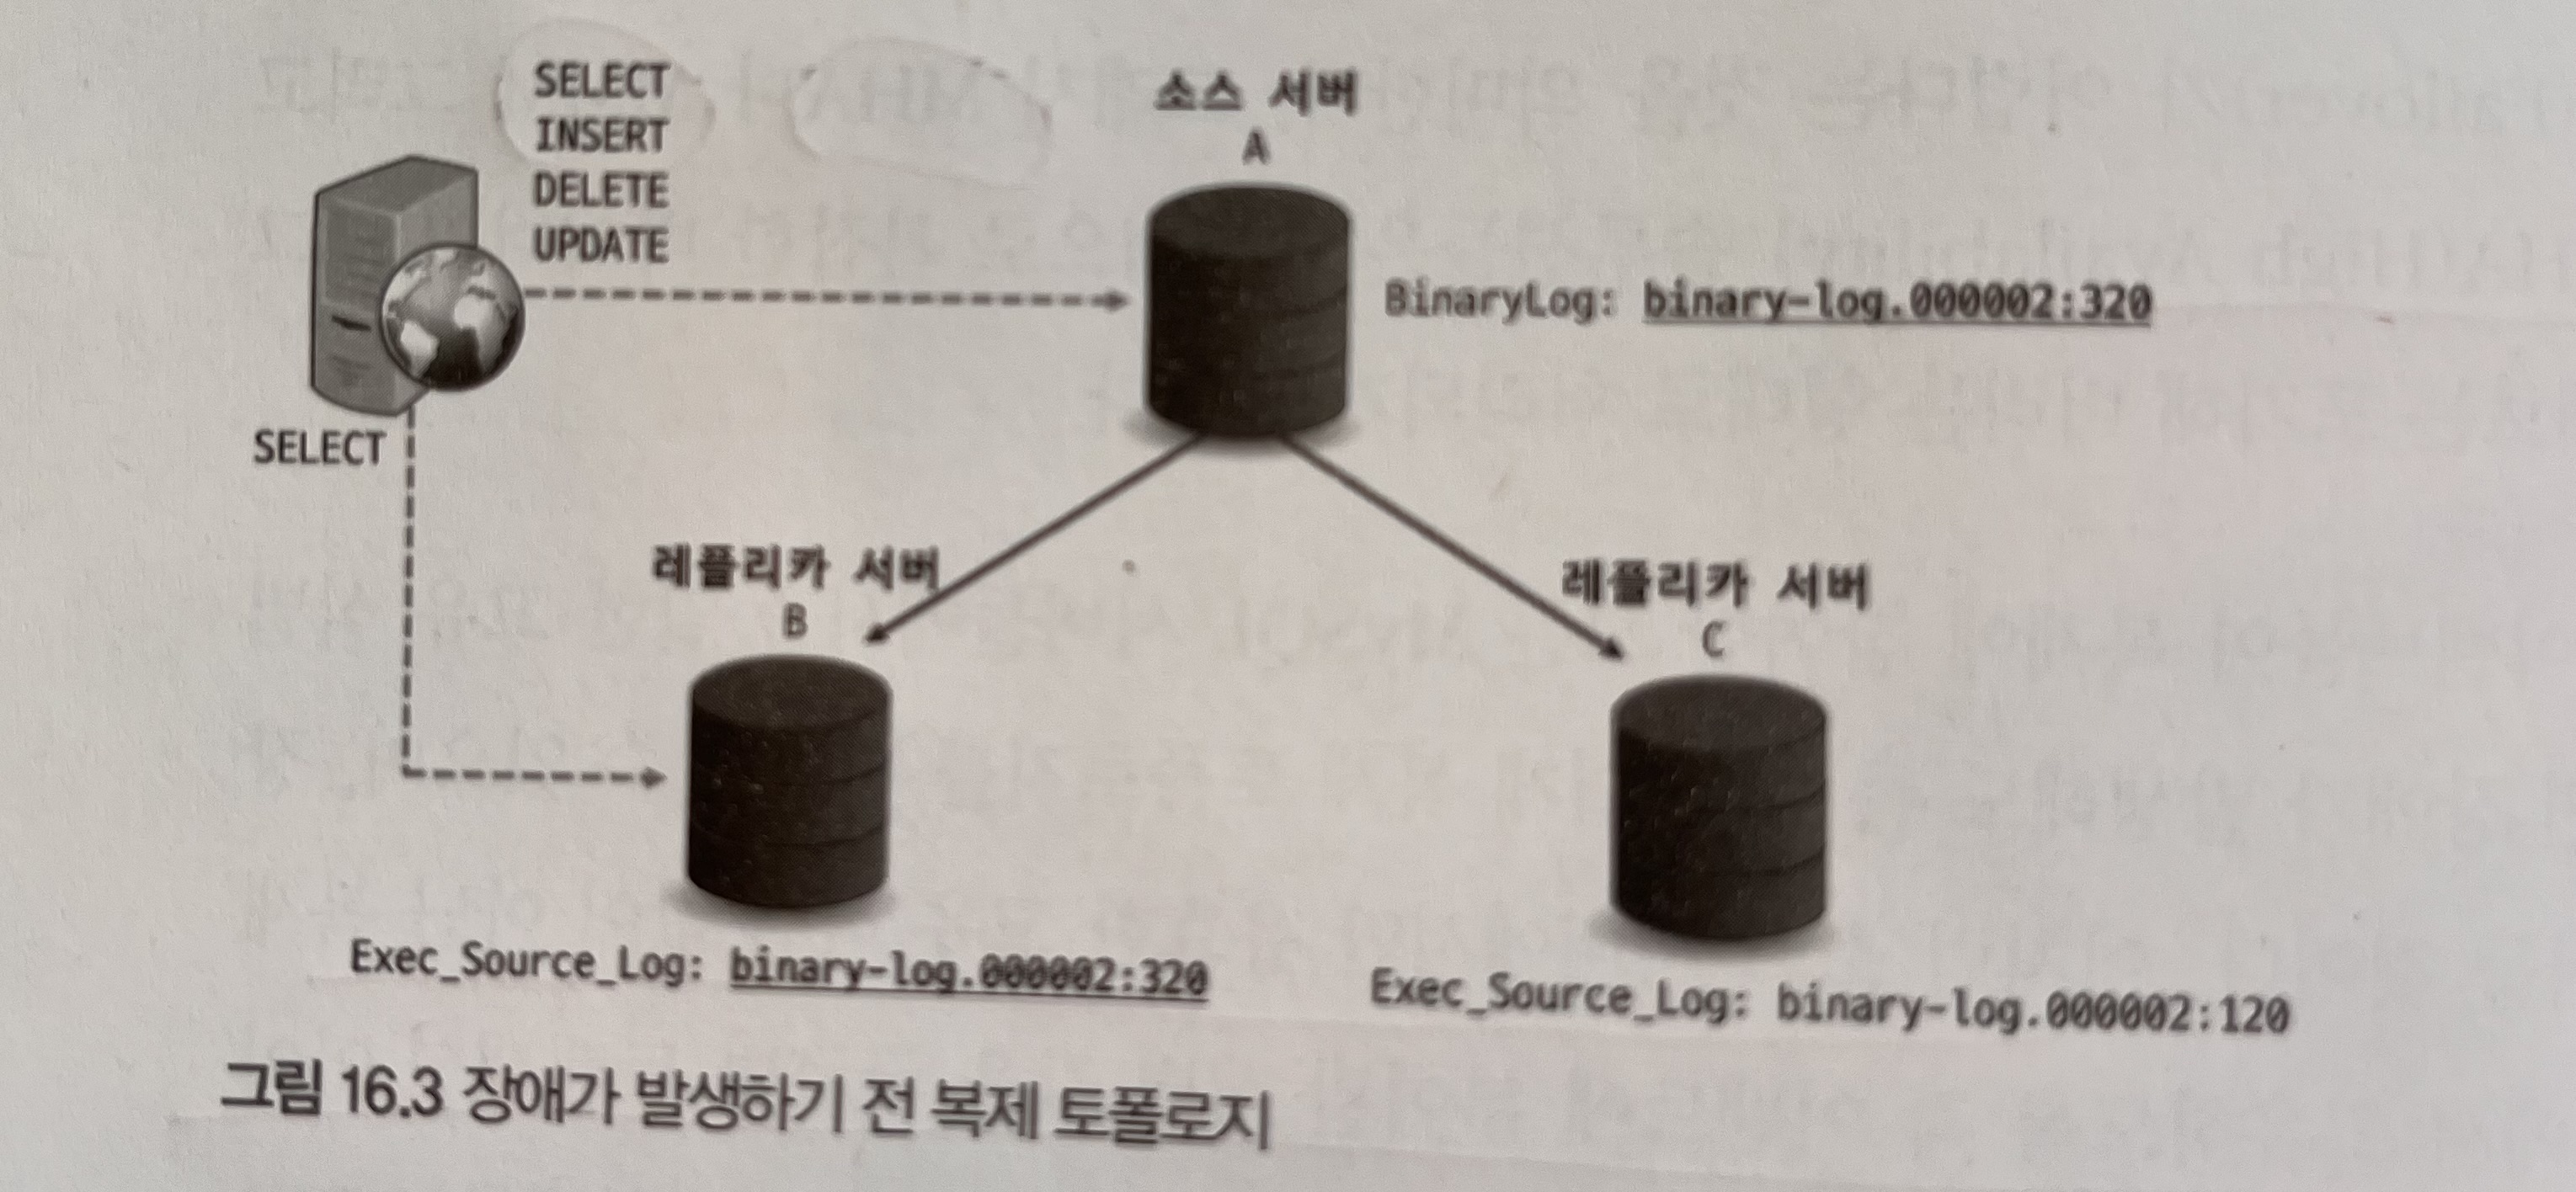 SELECT
INSERT
DELETE
UPDATE
소스 서버
A
BinaryLog: binary-log.000002:320
SELECT
레플리카 서버
B
레플리카 서버
C
Exec_Source_Log: binary-log.000002:320
Exec_Source_Log: binary-log.000002:120
그림 16.3 장애가 발생하기 전 복제 토폴로지